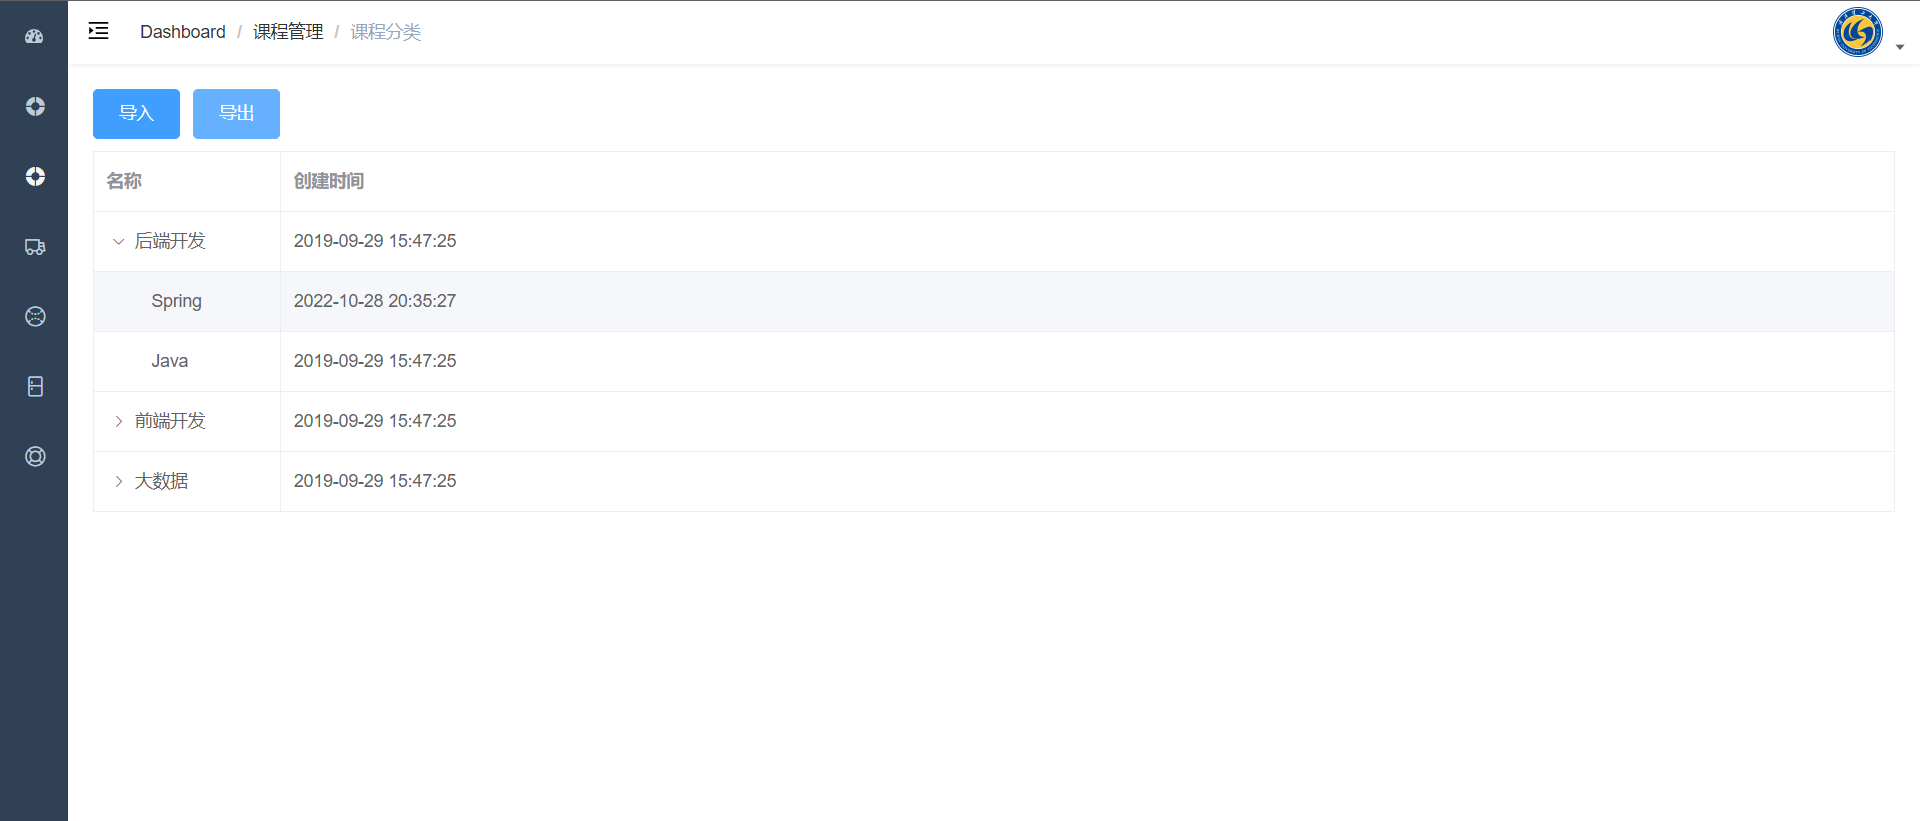 Dashboard / 课程管理 / 课程分类
导入 导出
名称 创建时间
后端开发 2019-09-29 15:47:25
Spring 2022-10-28 20:35:27
Java 2019-09-29 15:47:25
前端开发 2019-09-29 15:47:25
大数据 2019-09-29 15:47:25